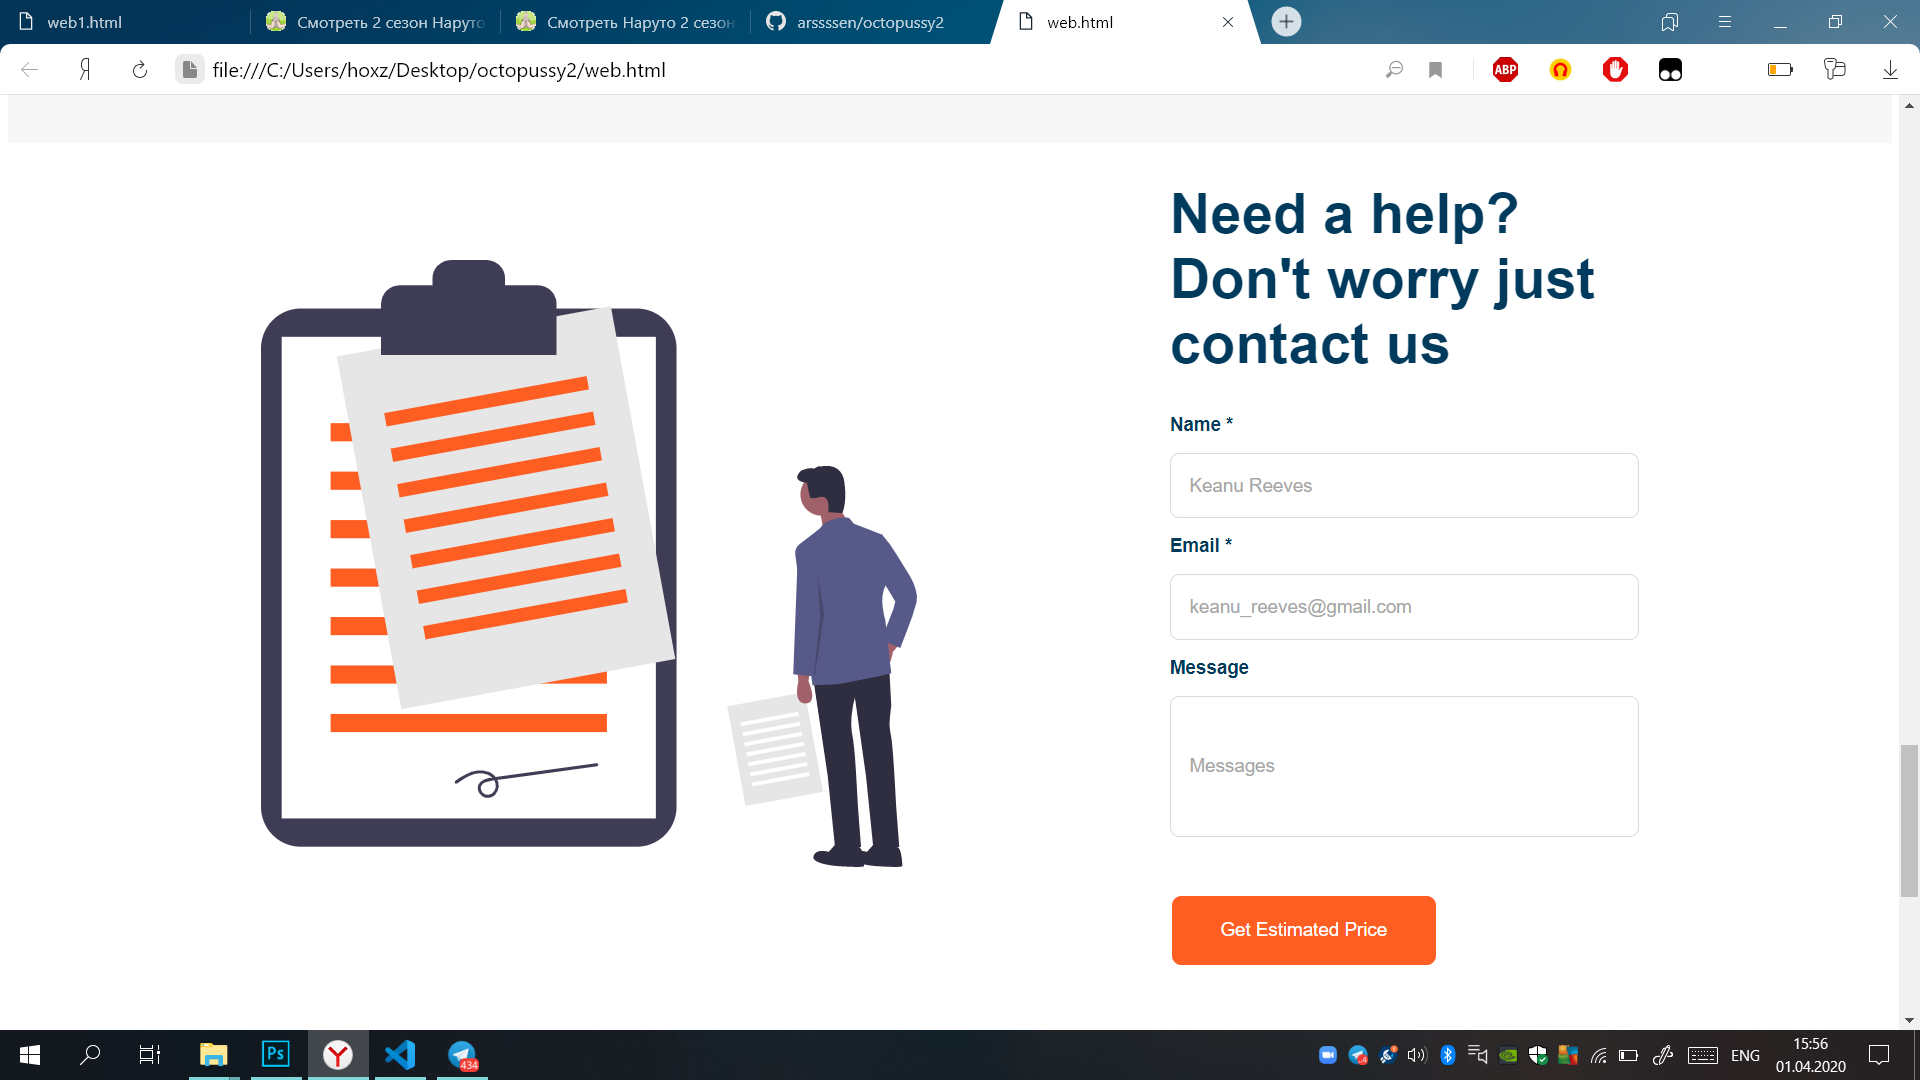 web1.html
Смотреть 2 сезон Наруто
Смотреть Наруто 2 сезон
arssssen/octopussy2
web.html
file:///C:/Users/hoxz/Desktop/octopussy2/web.html
ABP
Need a help?
Don't worry just
contact us
Name *
Keanu Reeves
Email *
keanu_reeves@gmail.com
Message
Messages
Get Estimated Price
Ps
434
ENG
15:56
01.04.2020